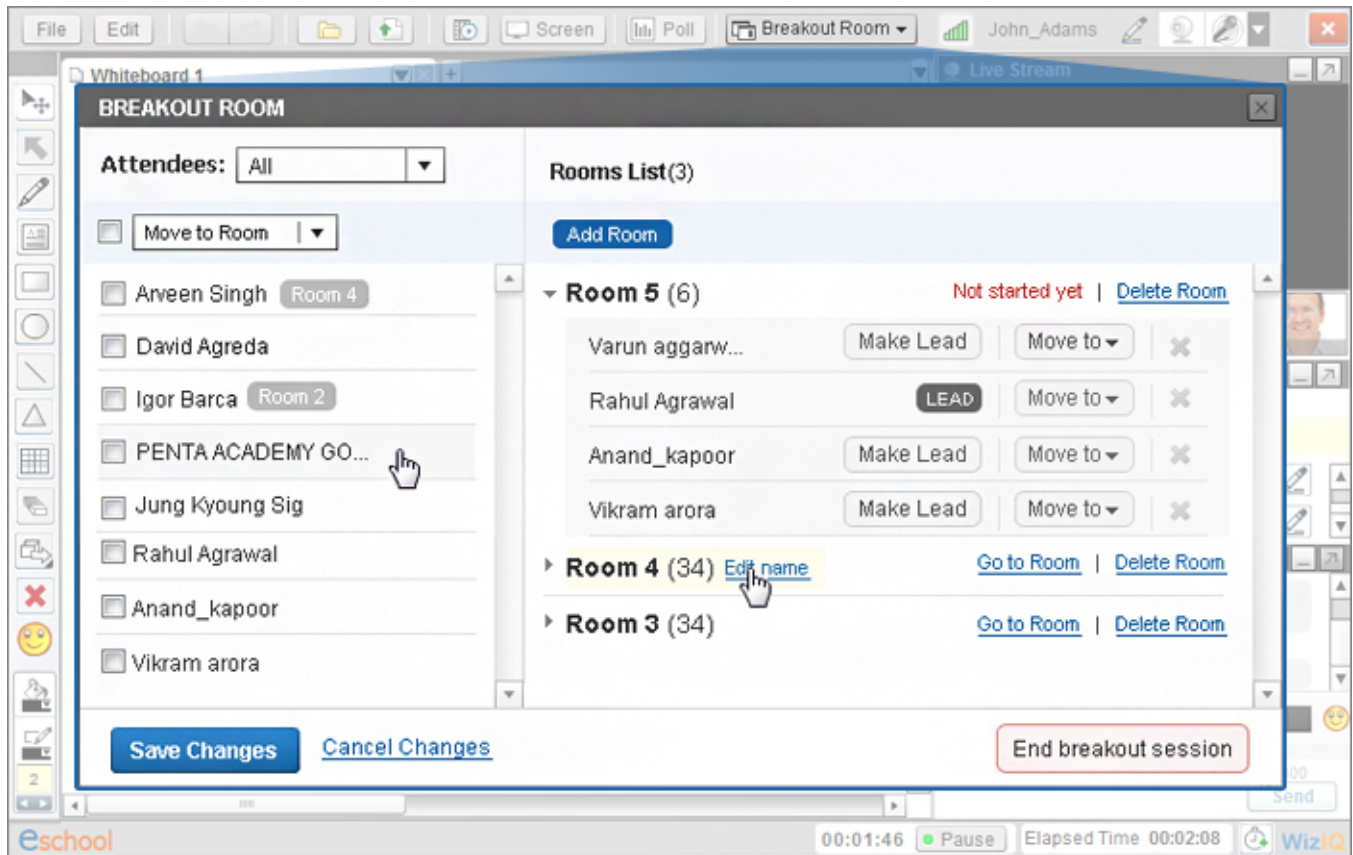 File Edit Screen Poll Breakout Room John_Adams
Whiteboard 1 + Live Stream
BREAKOUT ROOM
Attendees: All
Rooms List(3)
Move to Room
Add Room
Arveen Singh Room 4
David Agreda
Igor Barca Room 2
PENTA ACADEMY GO...
Jung Kyoung Sig
Rahul Agrawal
Anand_kapoor
Vikram arora
Room 5 (6) Not started yet | Delete Room
Varun aggarw... Make Lead Move to
Rahul Agrawal LEAD Move to
Anand_kapoor Make Lead Move to
Vikram arora Make Lead Move to
Room 4 (34) Edit name Go to Room | Delete Room
Room 3 (34) Go to Room | Delete Room
Save Changes Cancel Changes End breakout session
2
Send
eschool 00:01:46 Pause Elapsed Time 00:02:08 WizIQ